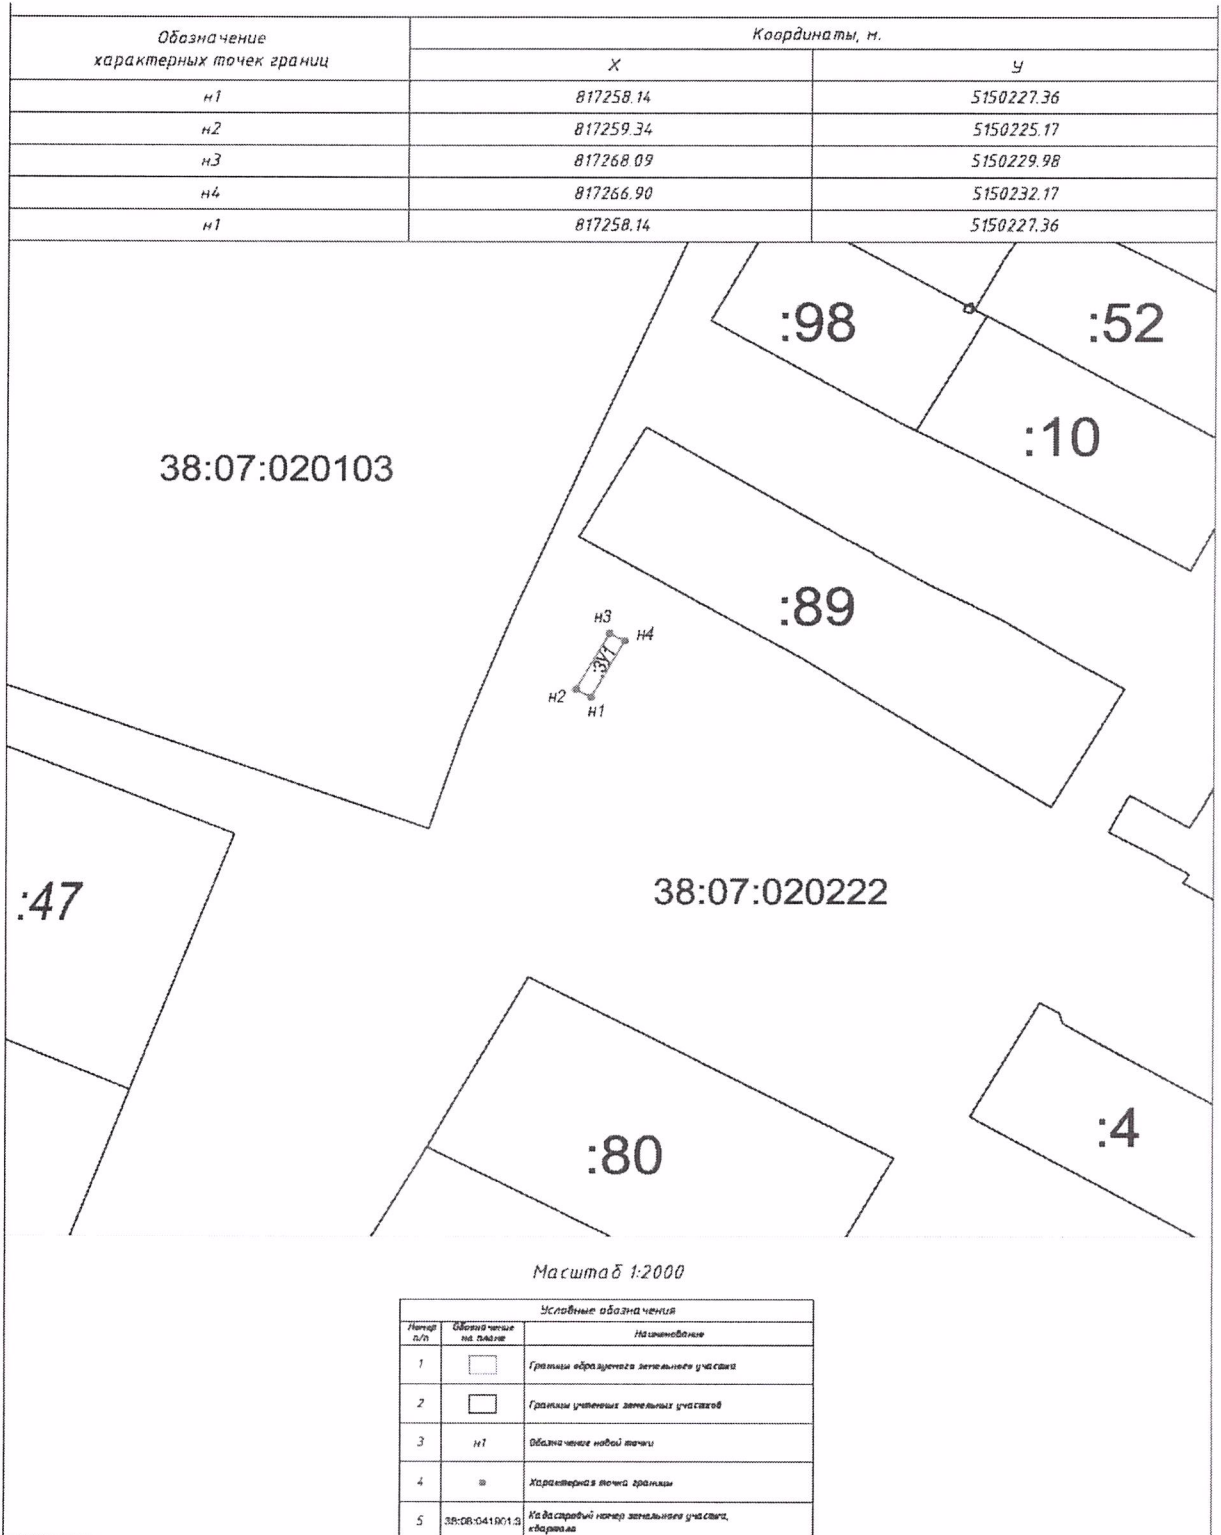 Обозначение
характерных точек границ
Координаты, м.
X
У
н1 817258.14 5150227.36
н2 817259.34 5150225.17
н3 817268.09 5150229.98
н4 817266.90 5150232.17
н1 817258.14 5150227.36
:98
:52
:10
38:07:020103
:89
н3
н4
:ЗУ1
н2
н1
:47
38:07:020222
:80
:4
Масштаб 1:2000
Условные обозначения
Номер п/п
Обозначение на плане
Наименование
1 Границы образуемого земельного участка
2 Границы учтенных земельных участков
3 н1 Обозначение новой точки
4 Характерная точка границы
5 38:08:041901:3 Кадастровый номер земельного участка,
квартала